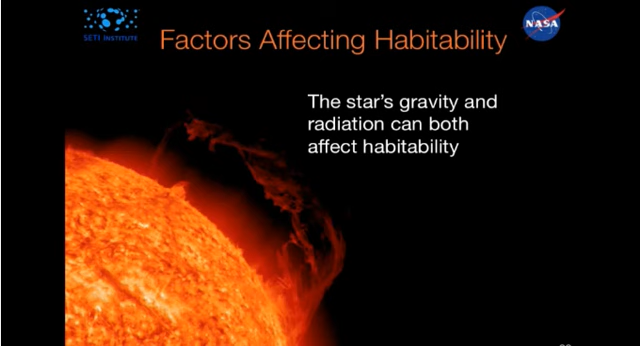 SETI INSTITUTE
Factors Affecting Habitability
NASA
The star's gravity and
radiation can both
affect habitability